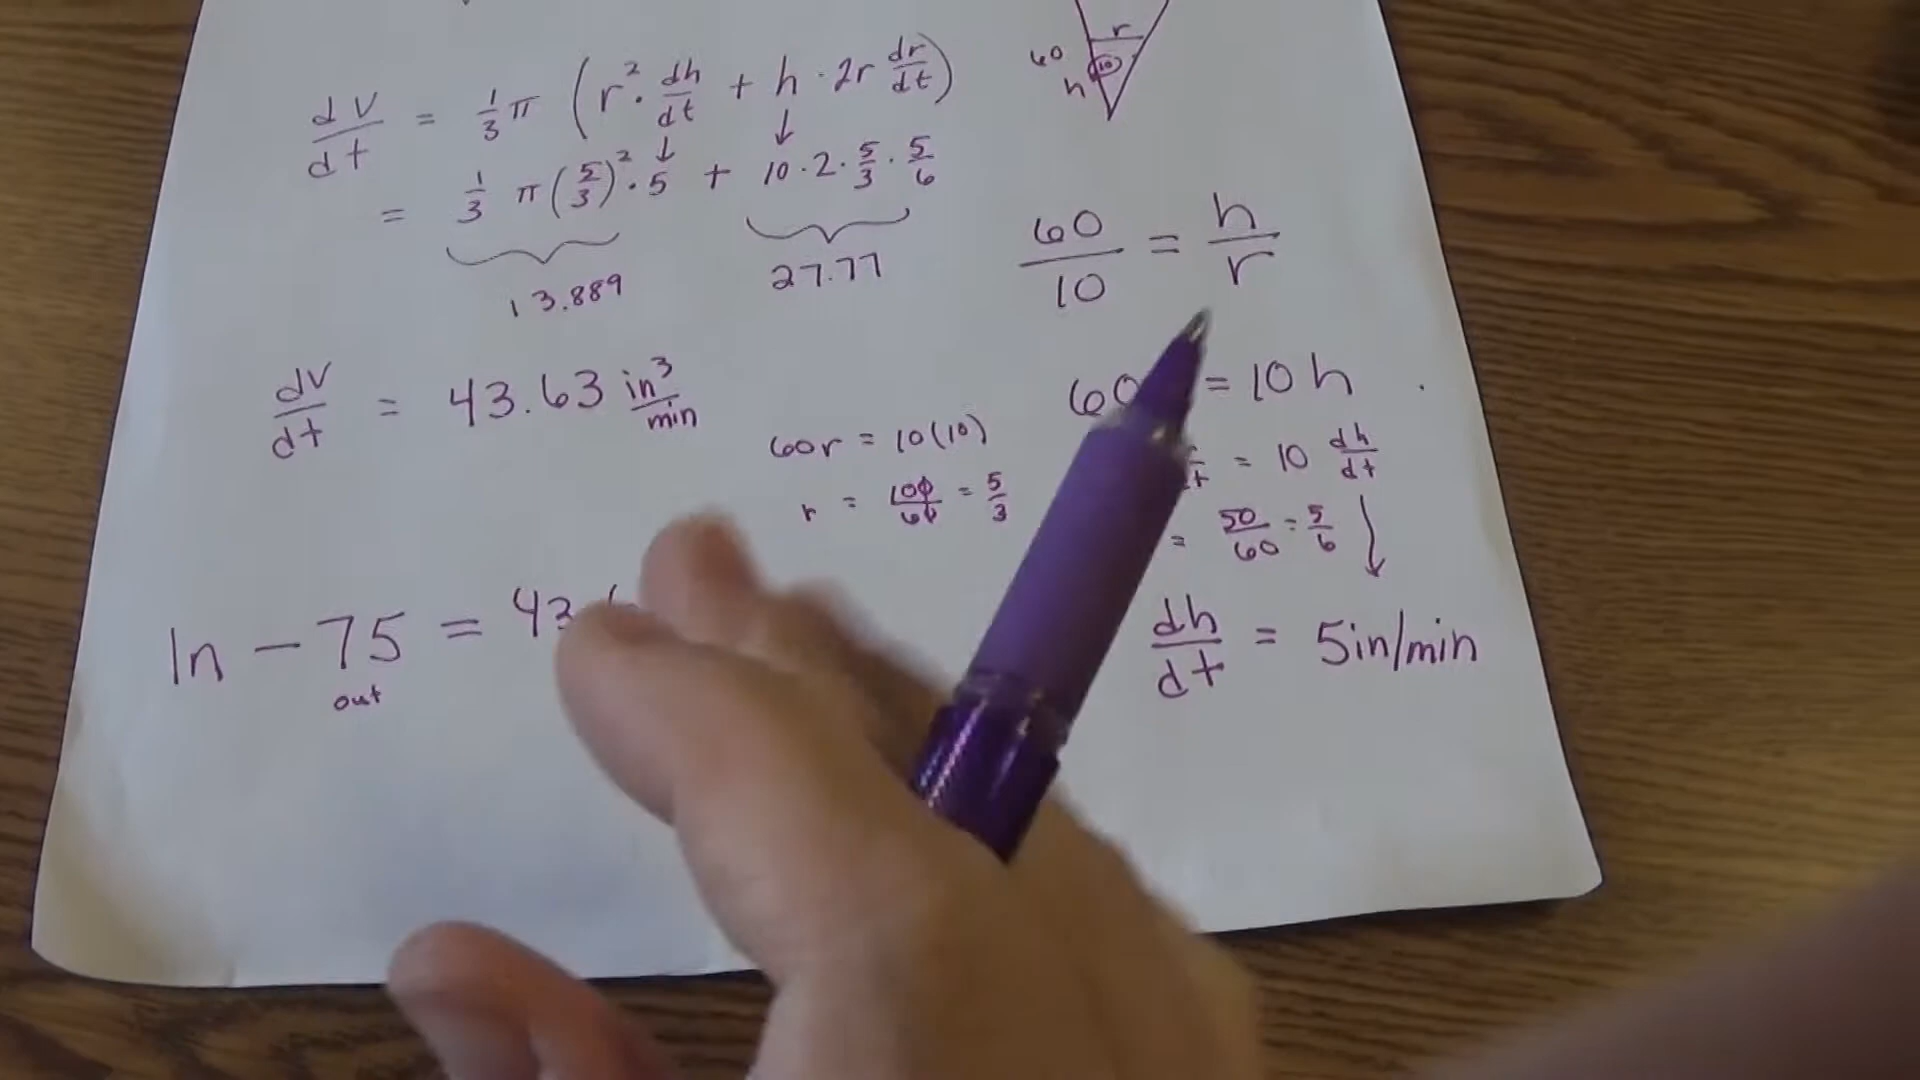 dV/dt = 1/3 π (r² · dh/dt + h · 2r dr/dt)
= 1/3 π (5/3)² · 5 + 10 · 2 · 5/3 · 5/6
13.889
27.77
dV/dt = 43.63 in³/min
60r = 10(10)
r = 100/60 = 5/3
In - 75 = 43.
out
r
60
10
h
60/10 = h/r
60 = 10 h
= 10 dh/dt
= 50/60 = 5/6
dh/dt = 5in/min